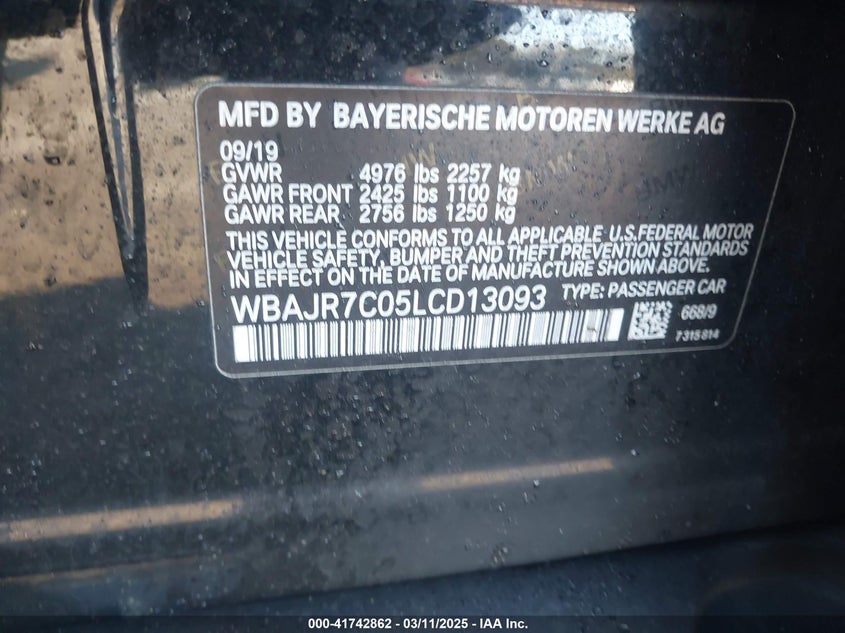 MFD BY BAYERISCHE MOTOREN WERKE AG
09/19
GVWR 4976 lbs 2257 kg
GAWR FRONT 2425 lbs 1100 kg
GAWR REAR 2756 lbs 1250 kg
THIS VEHICLE CONFORMS TO ALL APPLICABLE U.S.FEDERAL MOTOR
VEHICLE SAFETY, BUMPER AND THEFT PREVENTION STANDARDS
IN EFFECT ON THE DATE OF MANUFACTURE SHOWN ABOVE.
WBAJR7C05LCD13093 TYPE: PASSENGER CAR
668/9
7315814
000-41742862 - 03/11/2025 - IAA Inc.